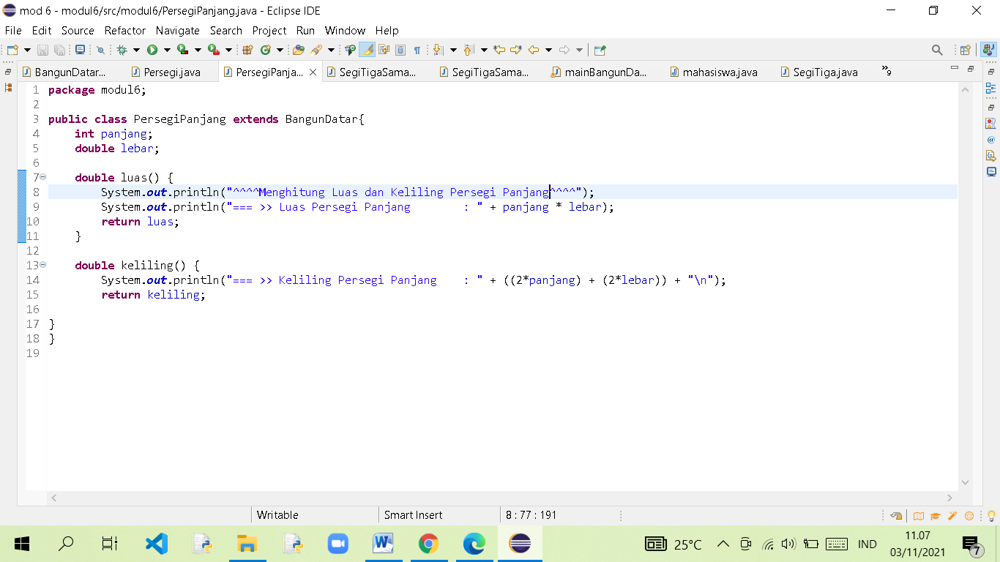 mod 6 - modul6/src/modul6/PersegiPanjang.java - Eclipse IDE
File Edit Source Refactor Navigate Search Project Run Window Help
BangunDatar... Persegi.java PersegiPanja... SegiTigaSama... SegiTigaSama... mainBangunDa... mahasiswa.java SegiTiga.java »9
1 package modul6;
2
3 public class PersegiPanjang extends BangunDatar{
4     int panjang;
5     double lebar;
6
7     double luas() {
8         System.out.println("^^^^Menghitung Luas dan Keliling Persegi Panjang^^^^");
9         System.out.println("=== >> Luas Persegi Panjang        : " + panjang * lebar);
10         return luas;
11     }
12
13     double keliling() {
14         System.out.println("=== >> Keliling Persegi Panjang    : " + ((2*panjang) + (2*lebar)) + "\n");
15         return keliling;
16
17 }
18 }
19
Writable Smart Insert 8 : 77 : 191
25°C IND 11.07
03/11/2021 7